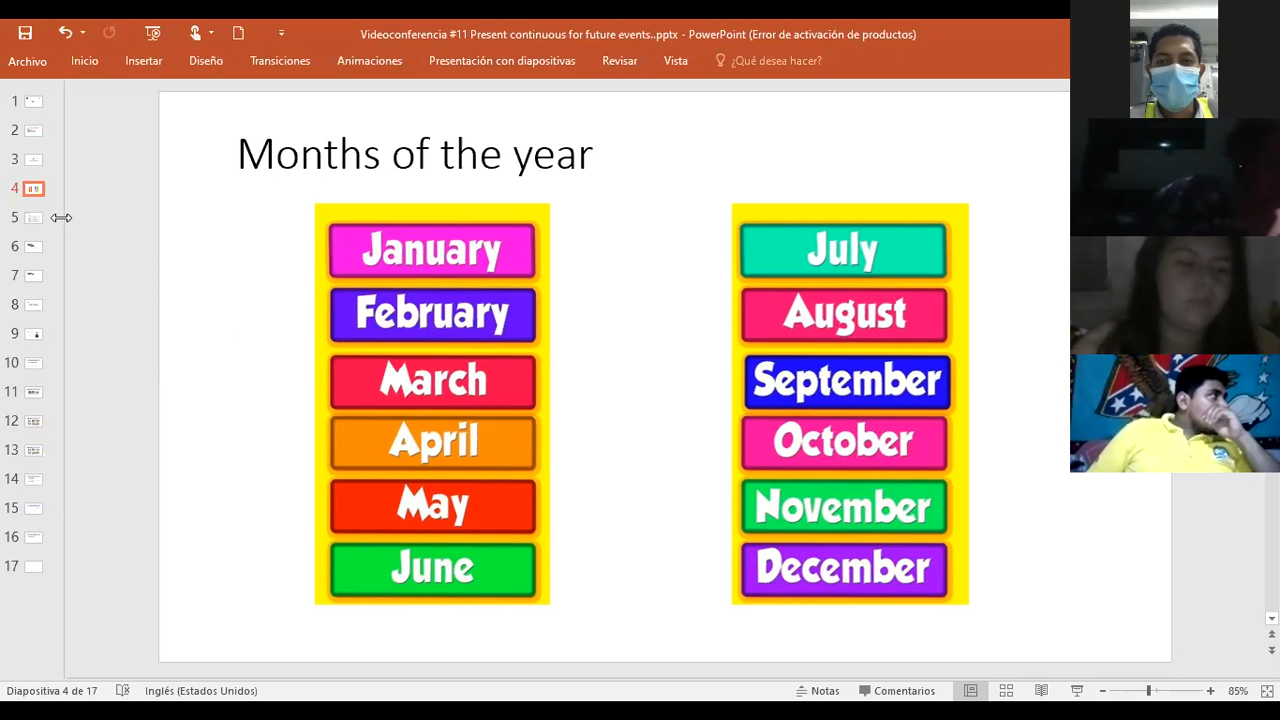 Videoconferencia #11 Present continuous for future events..pptx - PowerPoint (Error de activación de productos)
Archivo Inicio Insertar Diseño Transiciones Animaciones Presentación con diapositivas Revisar Vista ¿Qué desea hacer?
1
2
3
4
5
6
7
8
9
10
11
12
13
14
15
16
17
Months of the year
January
February
March
April
May
June
July
August
September
October
November
December
Diapositiva 4 de 17 Inglés (Estados Unidos) Notas Comentarios 85%